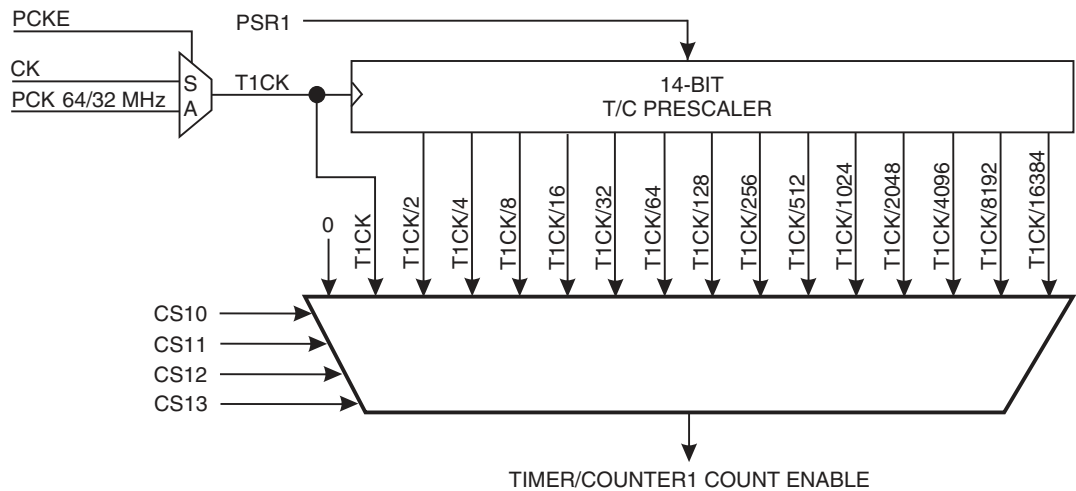 PCKE
PSR1
CK
PCK 64/32 MHz
S
A
T1CK
14-BIT
T/C PRESCALER
0
T1CK
T1CK/2
T1CK/4
T1CK/8
T1CK/16
T1CK/32
T1CK/64
T1CK/128
T1CK/256
T1CK/512
T1CK/1024
T1CK/2048
T1CK/4096
T1CK/8192
T1CK/16384
CS10
CS11
CS12
CS13
TIMER/COUNTER1 COUNT ENABLE